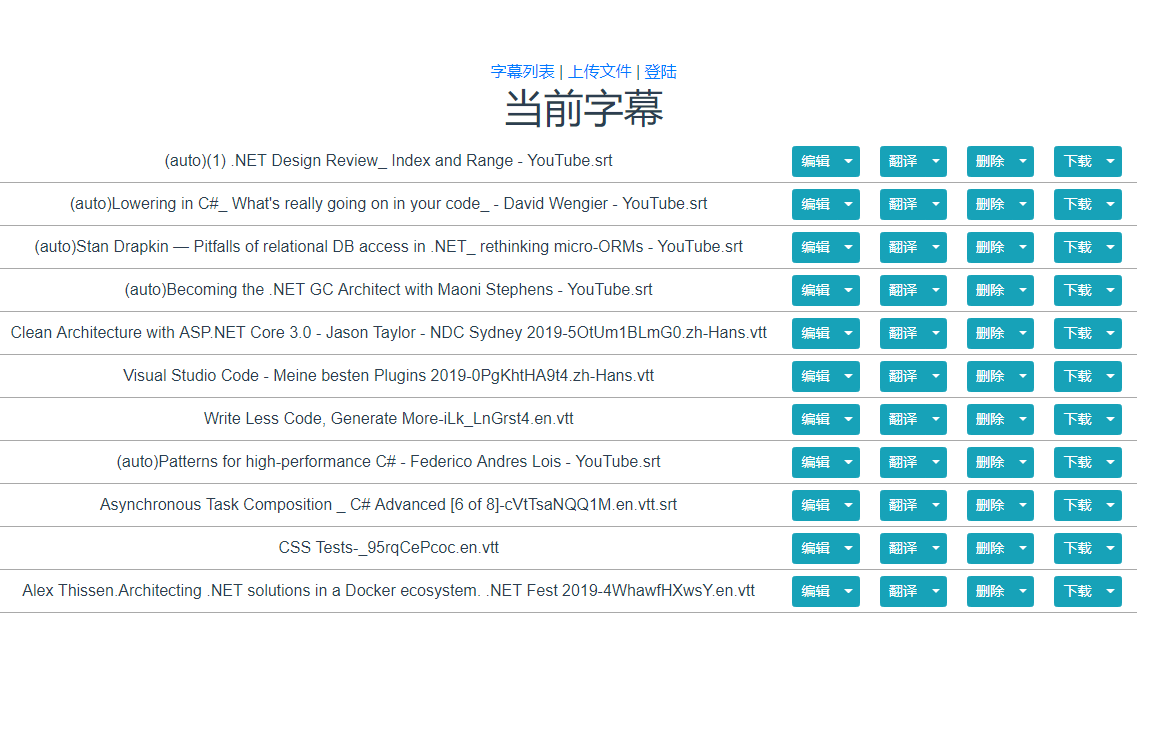 字幕列表 | 上传文件 | 登陆
当前字幕
(auto)(1) .NET Design Review_ Index and Range - YouTube.srt 编辑 翻译 删除 下载
(auto)Lowering in C#_ What's really going on in your code_ - David Wengier - YouTube.srt 编辑 翻译 删除 下载
(auto)Stan Drapkin — Pitfalls of relational DB access in .NET_ rethinking micro-ORMs - YouTube.srt 编辑 翻译 删除 下载
(auto)Becoming the .NET GC Architect with Maoni Stephens - YouTube.srt 编辑 翻译 删除 下载
Clean Architecture with ASP.NET Core 3.0 - Jason Taylor - NDC Sydney 2019-5OtUm1BLmG0.zh-Hans.vtt 编辑 翻译 删除 下载
Visual Studio Code - Meine besten Plugins 2019-0PgKhtHA9t4.zh-Hans.vtt 编辑 翻译 删除 下载
Write Less Code, Generate More-iLk_LnGrst4.en.vtt 编辑 翻译 删除 下载
(auto)Patterns for high-performance C# - Federico Andres Lois - YouTube.srt 编辑 翻译 删除 下载
Asynchronous Task Composition _ C# Advanced [6 of 8]-cVtTsaNQQ1M.en.vtt.srt 编辑 翻译 删除 下载
CSS Tests-_95rqCePcoc.en.vtt 编辑 翻译 删除 下载
Alex Thissen.Architecting .NET solutions in a Docker ecosystem. .NET Fest 2019-4WhawfHXwsY.en.vtt 编辑 翻译 删除 下载